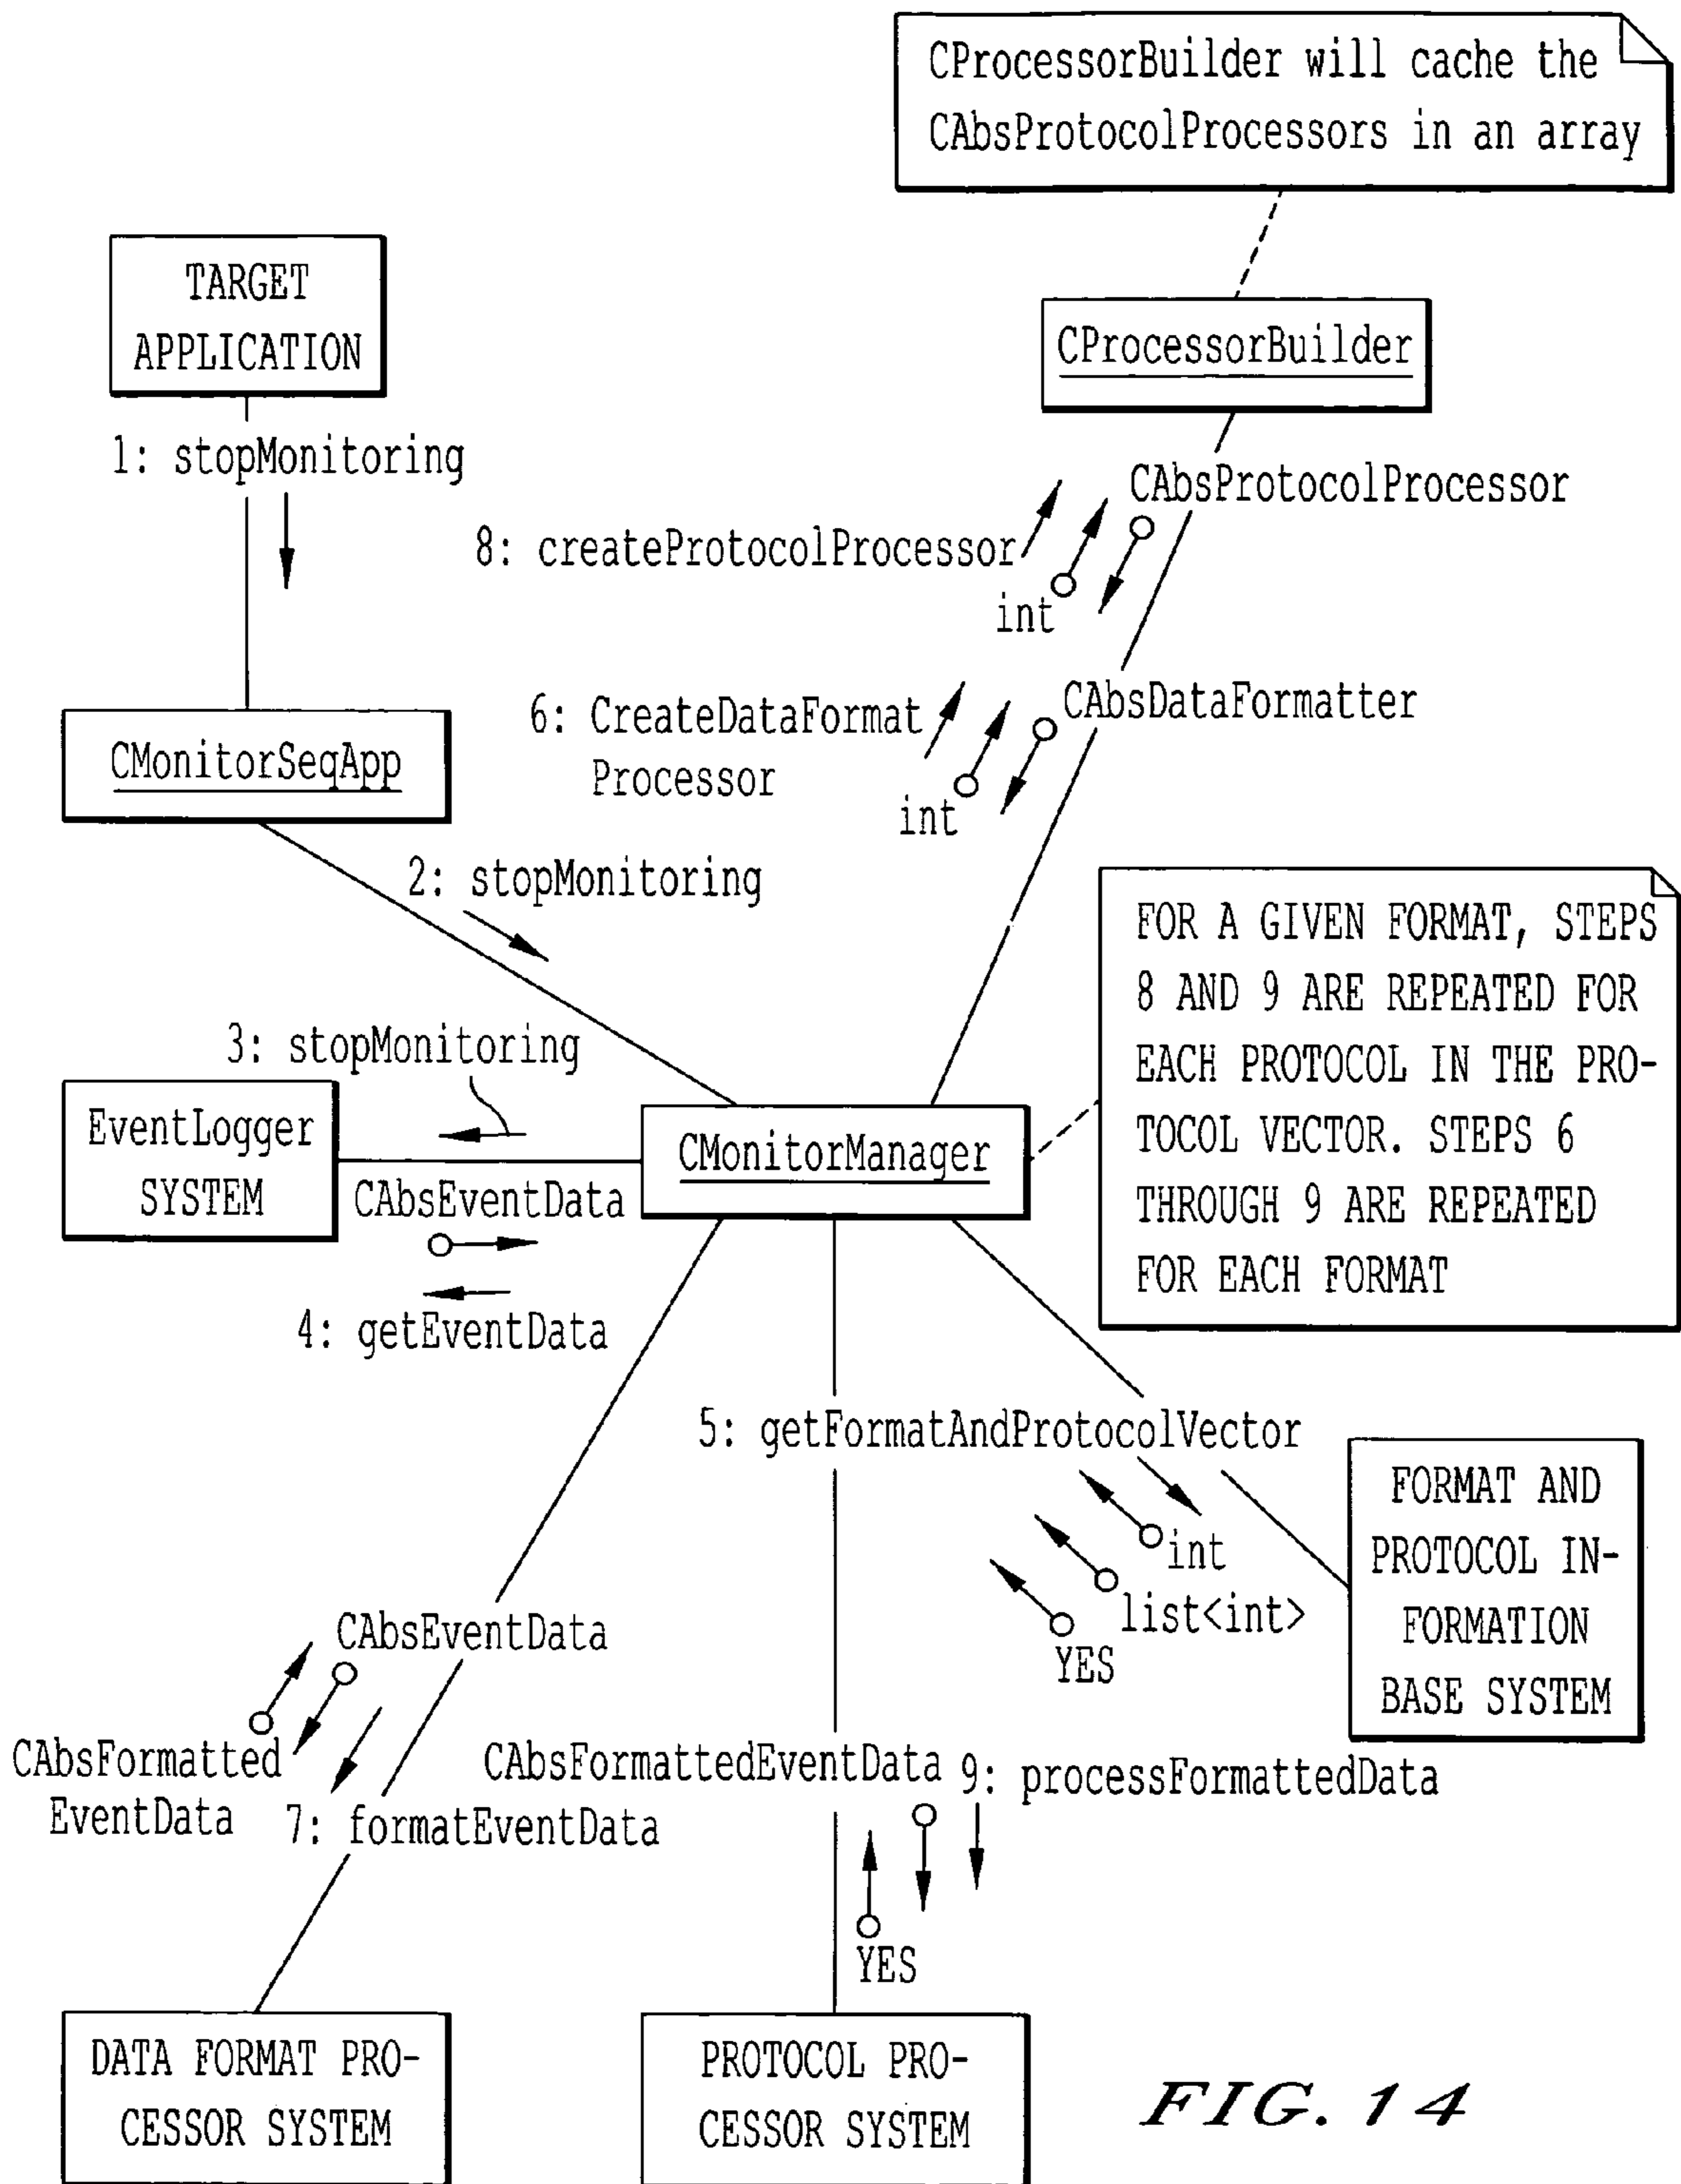 CProcessorBuilder will cache the
CAbsProtocolProcessors in an array
TARGET
APPLICATION
CProcessorBuilder
1: stopMonitoring
CAbsProtocolProcessor
8: createProtocolProcessor
int
CAbsDataFormatter
6: CreateDataFormat
Processor
int
CMonitorSeqApp
2: stopMonitoring
FOR A GIVEN FORMAT, STEPS
8 AND 9 ARE REPEATED FOR
EACH PROTOCOL IN THE PRO-
TOCOL VECTOR. STEPS 6
THROUGH 9 ARE REPEATED
FOR EACH FORMAT
3: stopMonitoring
EventLogger
SYSTEM
CMonitorManager
CAbsEventData
4: getEventData
5: getFormatAndProtocolVector
int
list<int>
YES
FORMAT AND
PROTOCOL IN-
FORMATION
BASE SYSTEM
CAbsEventData
CAbsFormatted
EventData
7: formatEventData
CAbsFormattedEventData
9: processFormattedData
YES
DATA FORMAT PRO-
CESSOR SYSTEM
PROTOCOL PRO-
CESSOR SYSTEM
FIG. 14